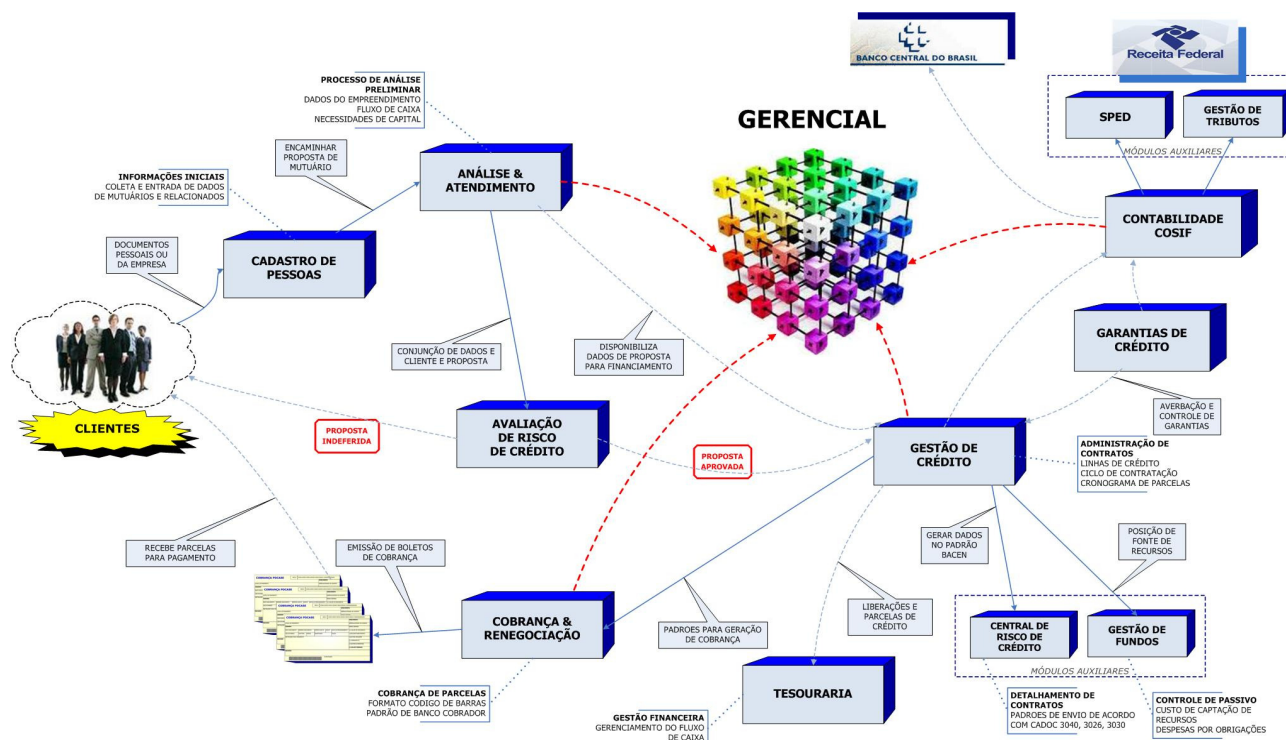 BANCO CENTRAL DO BRASIL
Receita Federal
SPED
GESTÃO DE
TRIBUTOS
MÓDULOS AUXILIARES
PROCESSO DE ANÁLISE
PRELIMINAR
DADOS DO EMPREENDIMENTO
FLUXO DE CAIXA
NECESSIDADES DE CAPITAL
GERENCIAL
ENCAMINHAR
PROPOSTA DE
MUTUÁRIO
ANÁLISE &
ATENDIMENTO
INFORMAÇÕES INICIAIS
COLETA E ENTRADA DE DADOS
DE MUTUÁRIOS E RELACIONADOS
CONTABILIDADE
COSIF
DOCUMENTOS
PESSOAIS OU
DA EMPRESA
CADASTRO DE
PESSOAS
GARANTIAS DE
CRÉDITO
CONJUNÇÃO DE DADOS E
CLIENTE E PROPOSTA
DISPONIBILIZA
DADOS DE PROPOSTA
PARA FINANCIAMENTO
AVERBAÇÃO E
CONTROLE DE
GARANTIAS
CLIENTES
PROPOSTA
INDEFERIDA
AVALIAÇÃO
DE RISCO
DE CRÉDITO
PROPOSTA
APROVADA
GESTÃO DE
CRÉDITO
ADMINISTRAÇÃO DE
CONTRATOS
LINHAS DE CRÉDITO
CICLO DE CONTRATAÇÃO
CRONOGRAMA DE PARCELAS
RECEBE PARCELAS
PARA PAGAMENTO
EMISSÃO DE BOLETOS
DE COBRANÇA
GERAR DADOS
NO PADRÃO
BACEN
POSIÇÃO DE
FONTE DE
RECURSOS
COBRANÇA &
RENEGOCIAÇÃO
PADROES PARA GERAÇÃO
DE COBRANÇA
LIBERAÇÕES E
PARCELAS DE
CRÉDITO
CENTRAL DE
RISCO DE
CRÉDITO
GESTÃO DE
FUNDOS
MÓDULOS AUXILIARES
COBRANÇA DE PARCELAS
FORMATO CODIGO DE BARRAS
PADRÃO DE BANCO COBRADOR
TESOURARIA
GESTÃO FINANCEIRA
GERENCIAMENTO DO FLUXO
DE CAIXA
DETALHAMENTO DE
CONTRATOS
PADROES DE ENVIO DE ACORDO
COM CADOC 3040, 3026, 3030
CONTROLE DE PASSIVO
CUSTO DE CAPTAÇÃO DE
RECURSOS
DESPESAS POR OBRIGAÇÕES